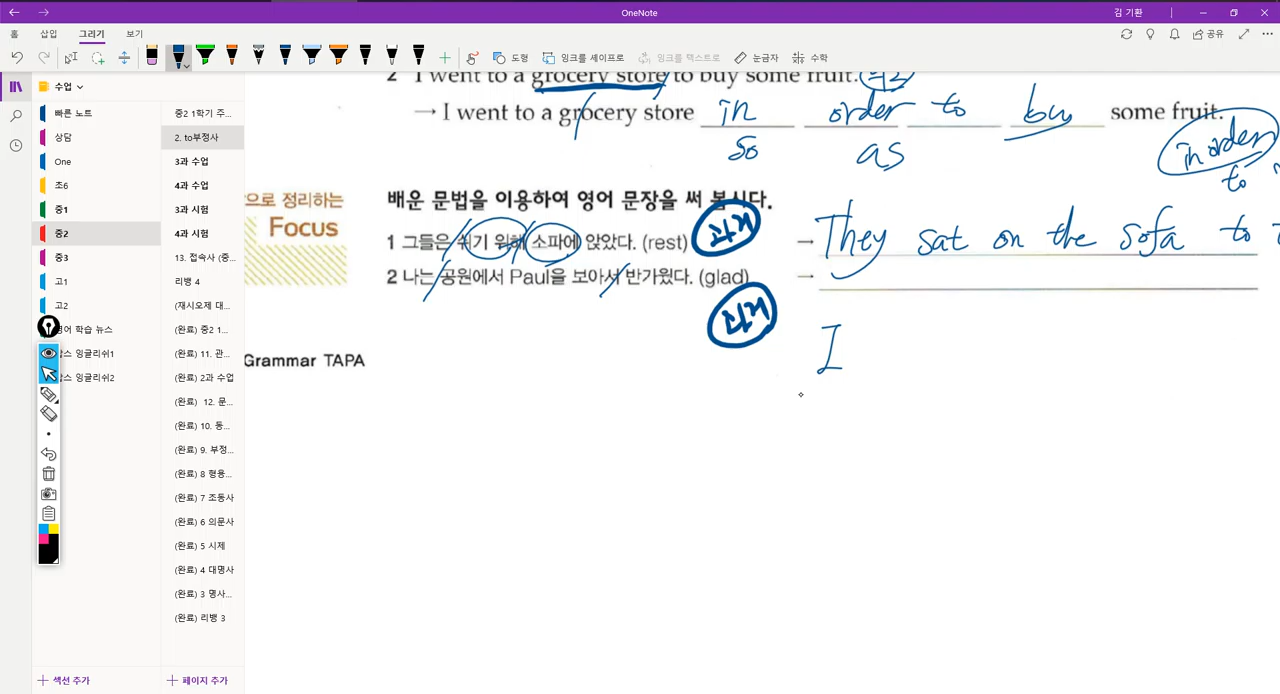 OneNote
김 기환
홈 삽입 그리기 보기
도형 잉크를 셰이프로 잉크를 텍스트로 눈금자 수학 공유
수업
빠른 노트
상담
One
초6
중1
중2
중3
고1
고2
영어 학습 뉴스
잉글리쉬1
잉글리쉬2
섹션 추가
중2 1학기 주...
2. to부정사
3과 수업
4과 수업
3과 시험
4과 시험
13. 접속사 (중...
리뱅 4
(재시오제 대...
(완료) 중2 1...
(완료) 11. 관...
(완료) 2과 수업
(완료) 12. 문...
(완료) 10. 동...
(완료) 9. 부정...
(완료) 8 형용...
(완료) 7 조동사
(완료) 6 의문사
(완료) 5 시제
(완료) 4 대명사
(완료) 3 명사...
(완료) 리뱅 3
페이지 추가
2 I went to a grocery store to buy some fruit.
→ I went to a grocery store in order to buy some fruit.
so as
in order
to
으로 정리하는
Focus
배운 문법을 이용하여 영어 문장을 써 봅시다.
1 그들은 쉬기 위해 소파에 앉았다. (rest) 과거 → They sat on the sofa to
2 나는 공원에서 Paul을 보아서 반가웠다. (glad) →
과거
I
Grammar TAPA